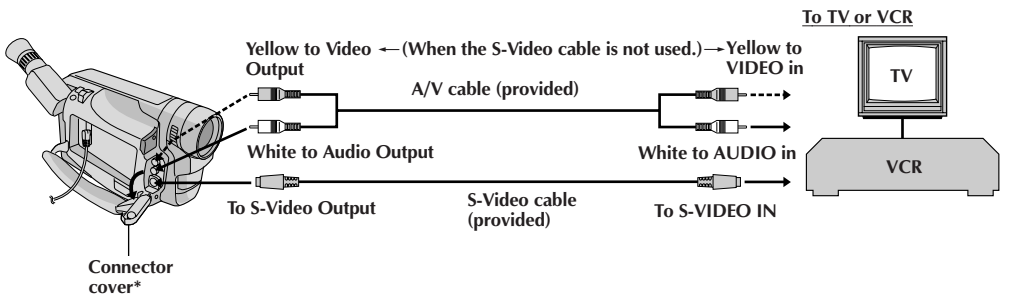 To TV or VCR
Yellow to Video ←(When the S-Video cable is not used.)→ Yellow to
Output
VIDEO in
A/V cable (provided)
TV
White to Audio Output
White to AUDIO in
VCR
To S-Video Output
S-Video cable
(provided)
To S-VIDEO IN
Connector
cover*